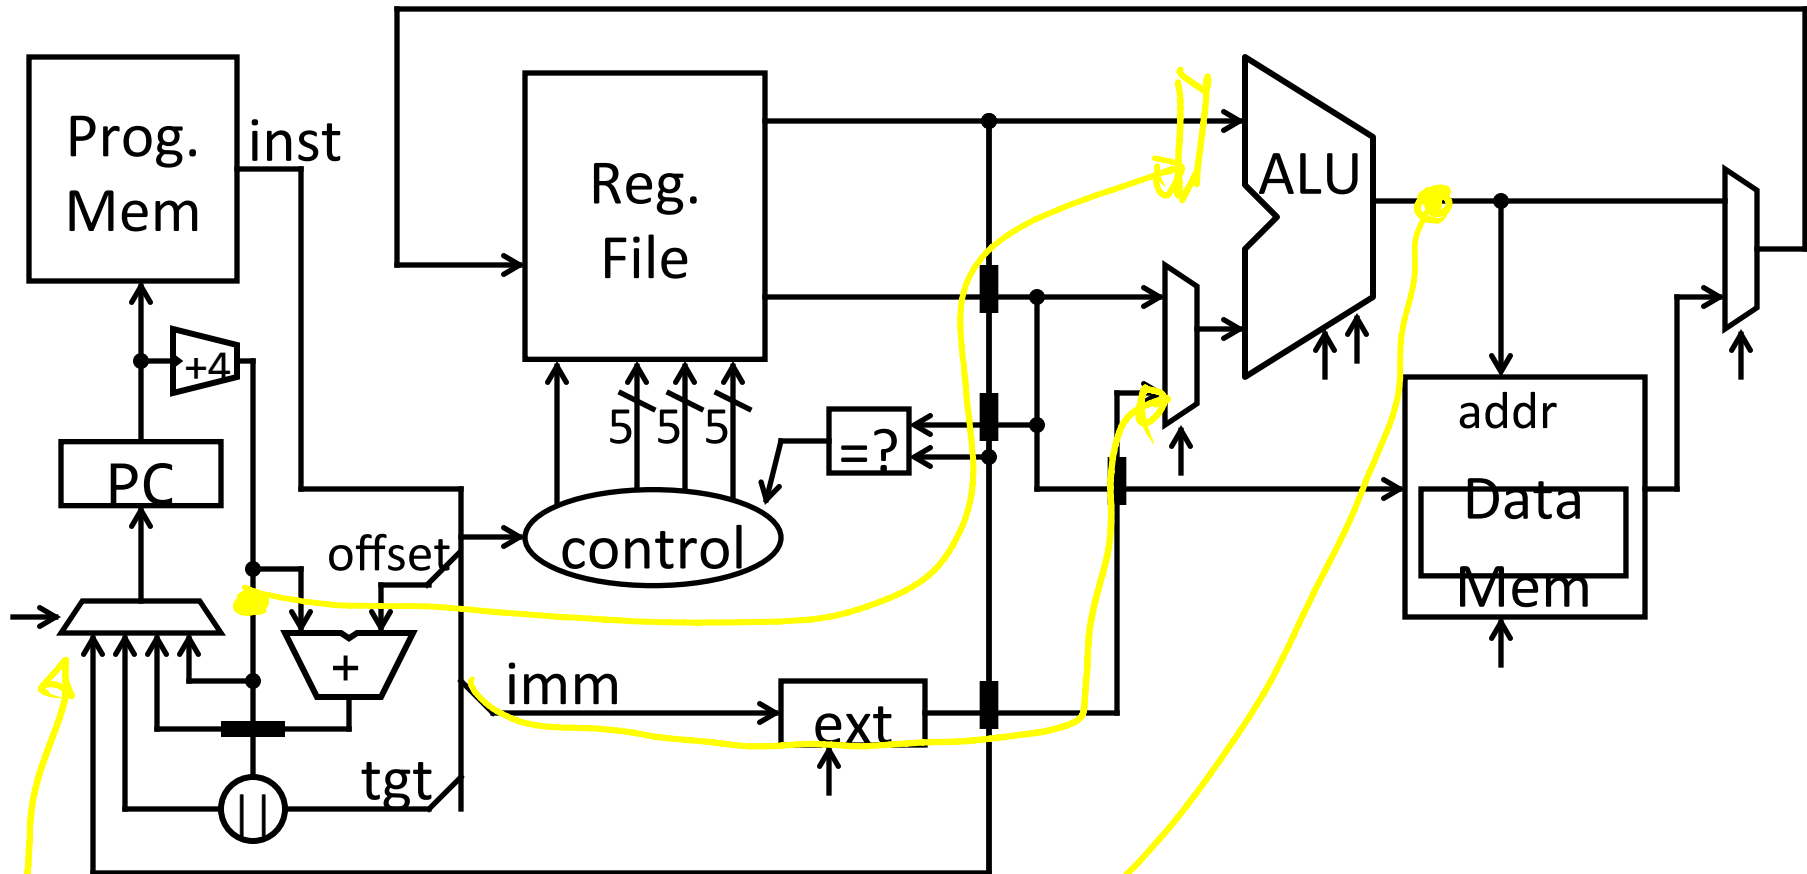 Prog.
Mem
inst
Reg.
File
ALU
+4
5 5 5
=?
addr
PC
Data
Mem
offset
control
+
imm
ext
tgt
||